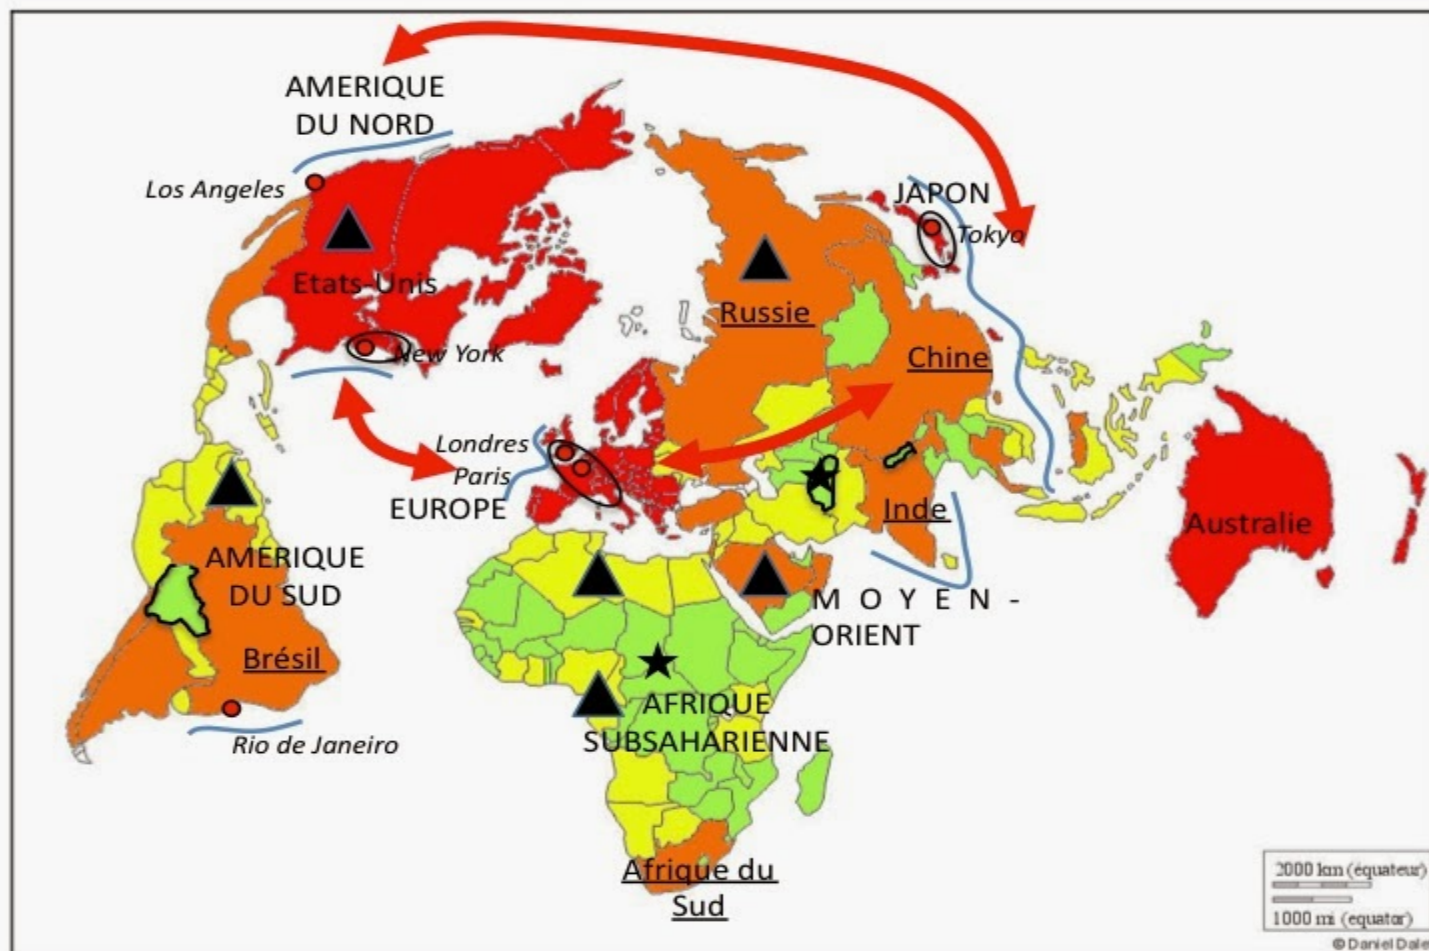 AMERIQUE
DU NORD
Los Angeles
JAPON
Tokyo
Etats-Unis
Russie
New York
Chine
Londres
Paris
EUROPE
Inde
Australie
AMERIQUE
DU SUD
MOYEN-
ORIENT
Brésil
AFRIQUE
SUBSAHARIENNE
Rio de Janeiro
Afrique du
Sud
2000 km (équateur)
1000 mi (equator)
© Daniel Dale